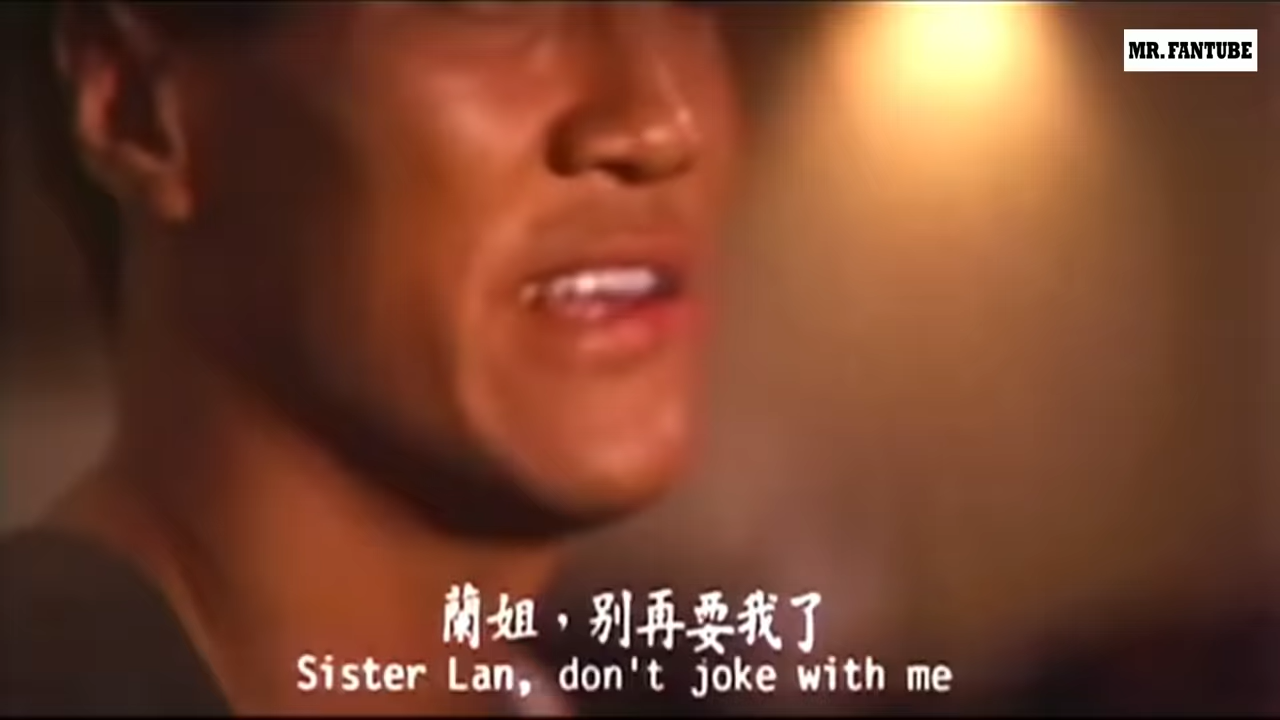 MR. FANTUBE
蘭姐，別再耍我了
Sister Lan, don't joke with me